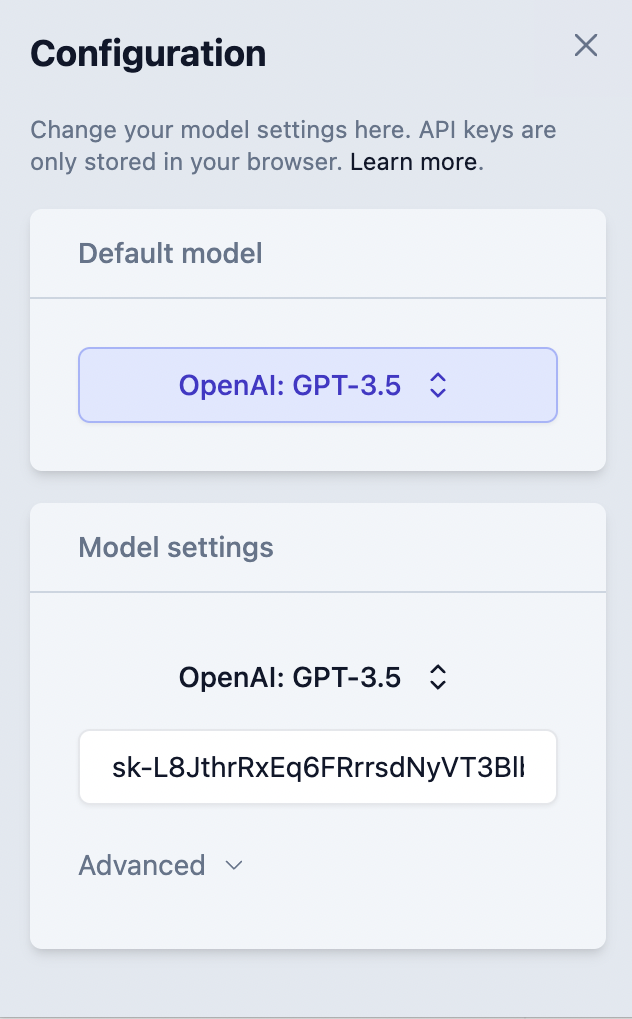 Configuration
Change your model settings here. API keys are
only stored in your browser. Learn more.
Default model
OpenAI: GPT-3.5
Model settings
OpenAI: GPT-3.5
sk-L8JthrRxEq6FRrrsdNyVT3Bl
Advanced